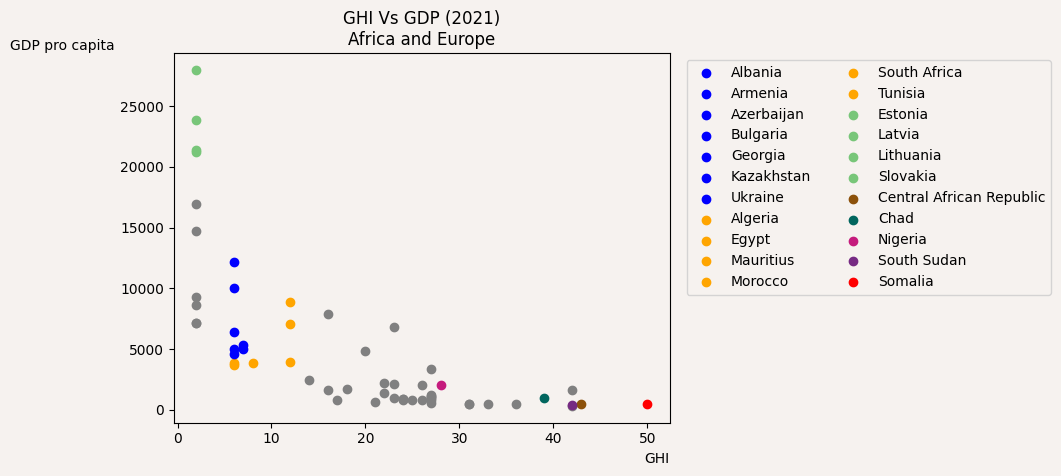 GHI Vs GDP (2021)
Africa and Europe
GDP pro capita
25000
20000
15000
10000
5000
0
0 10 20 30 40 50
GHI
Albania
Armenia
Azerbaijan
Bulgaria
Georgia
Kazakhstan
Ukraine
Algeria
Egypt
Mauritius
Morocco
South Africa
Tunisia
Estonia
Latvia
Lithuania
Slovakia
Central African Republic
Chad
Nigeria
South Sudan
Somalia